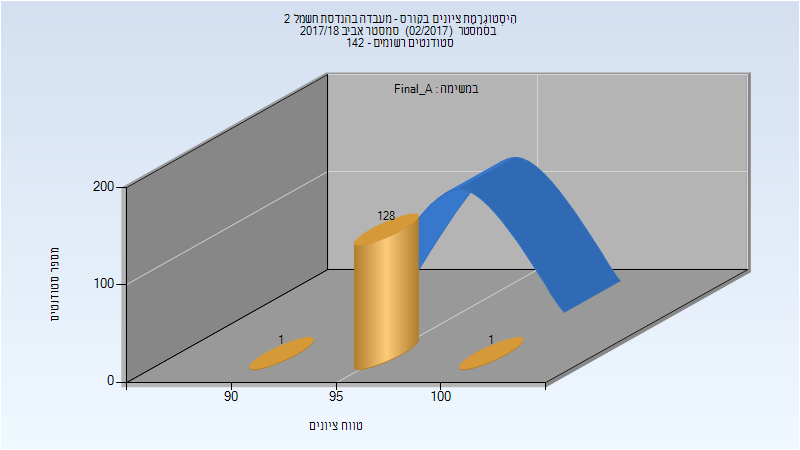 היסטוגרמת ציונים בקורס - מעבדה בהנדסת חשמל 2
בסמסטר (02/2017) סמסטר אביב 2017/18
סטודנטים רשומים - 142
במשימה : Final_A
128
1
1
200
100
0
90
95
100
מספר סטודנטים
טווח ציונים